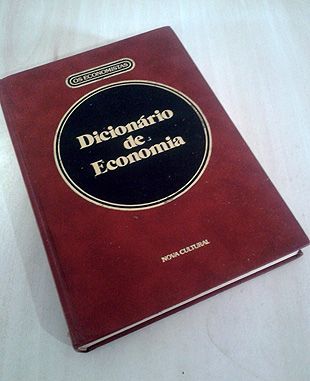 OS ECONOMISTAS
Dicionário
de
Economia
NOVA CULTURAL